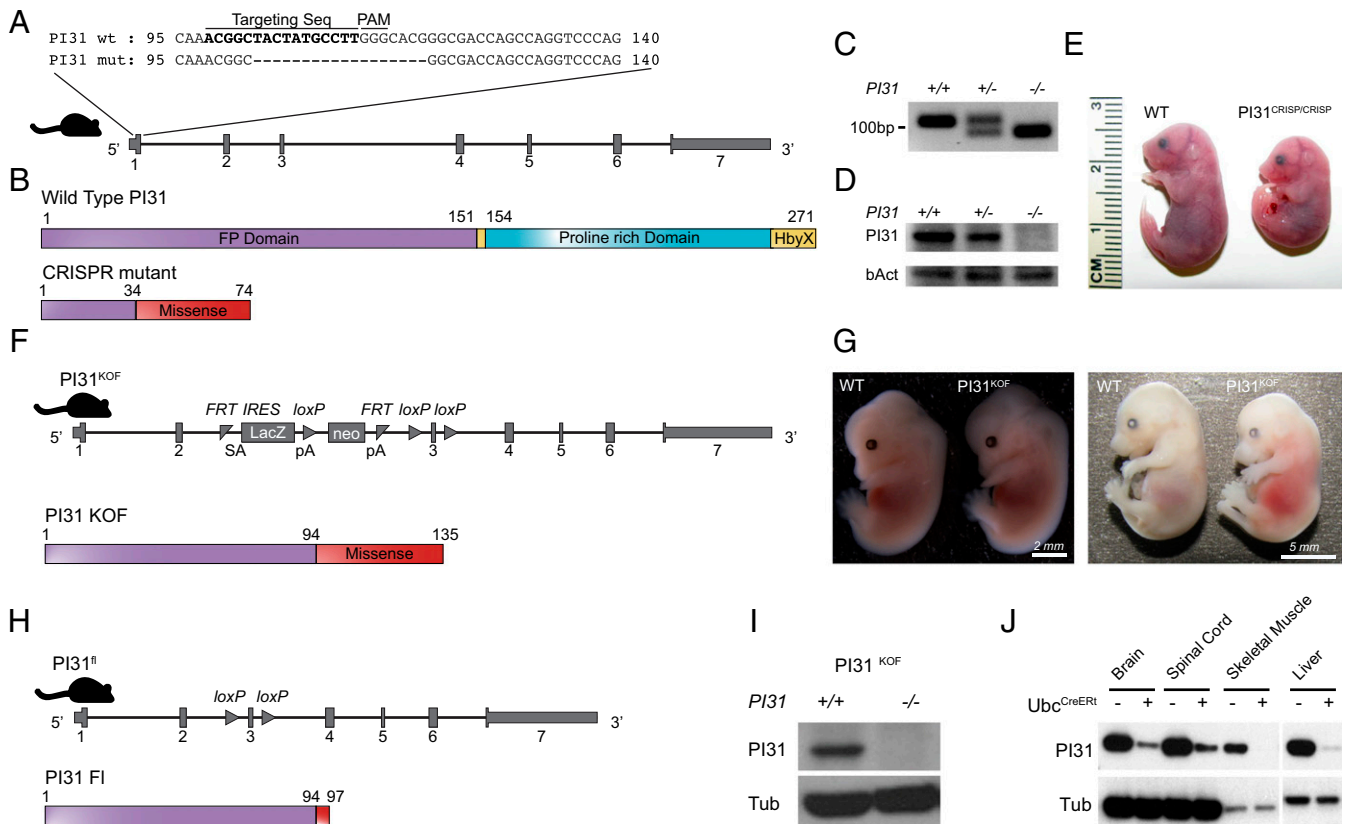 A
Targeting Seq PAM
PI31 wt : 95 CAAACGGCTACTATGCCTTGGGCACGGGCGACCAGCCAGGTCCCAG 140
PI31 mut: 95 CAAACGGC------------------GGCGACCAGCCAGGTCCCAG 140
5' 3'
1 2 3 4 5 6 7
B
Wild Type PI31
1 151 154 271
FP Domain Proline rich Domain HbyX
CRISPR mutant
1 34 74
Missense
C
PI31 +/+ +/- -/-
100bp
D
PI31 +/+ +/- -/-
PI31
bAct
E
WT PI31CRISP/CRISP
3
2
1
CM
F
PI31KOF
FRT IRES loxP FRT loxP loxP
5' LacZ neo 3'
SA pA pA
1 2 3 4 5 6 7
PI31 KOF
1 94 135
Missense
G
WT PI31KOF
2 mm
WT PI31KOF
5 mm
H
PI31fl
loxP loxP
5' 3'
1 2 3 4 5 6 7
PI31 Fl
1 94 97
I
PI31 KOF
PI31 +/+ -/-
PI31
Tub
J
Brain Spinal Cord Skeletal Muscle Liver
UbcCreERt - + - + - + - +
PI31
Tub